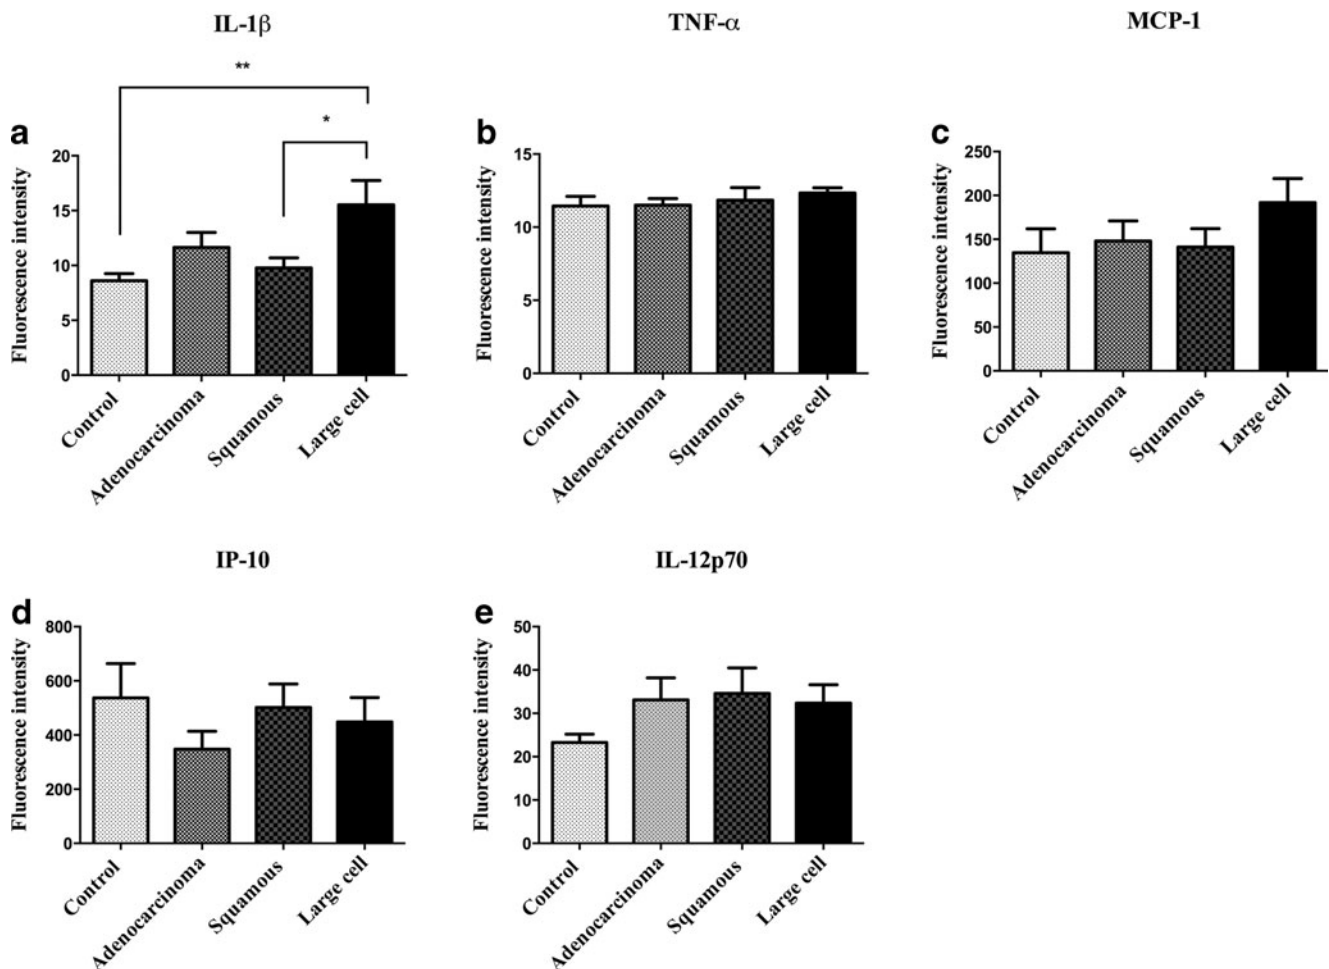 IL-1β
**
*
a
Fluorescence intensity
20
15
10
5
0
Control
Adenocarcinoma
Squamous
Large cell
TNF-α
b
Fluorescence intensity
15
10
5
0
Control
Adenocarcinoma
Squamous
Large cell
MCP-1
c
Fluorescence intensity
250
200
150
100
50
0
Control
Adenocarcinoma
Squamous
Large cell
IP-10
d
Fluorescence intensity
800
600
400
200
0
Control
Adenocarcinoma
Squamous
Large cell
IL-12p70
e
Fluorescence intensity
50
40
30
20
10
0
Control
Adenocarcinoma
Squamous
Large cell